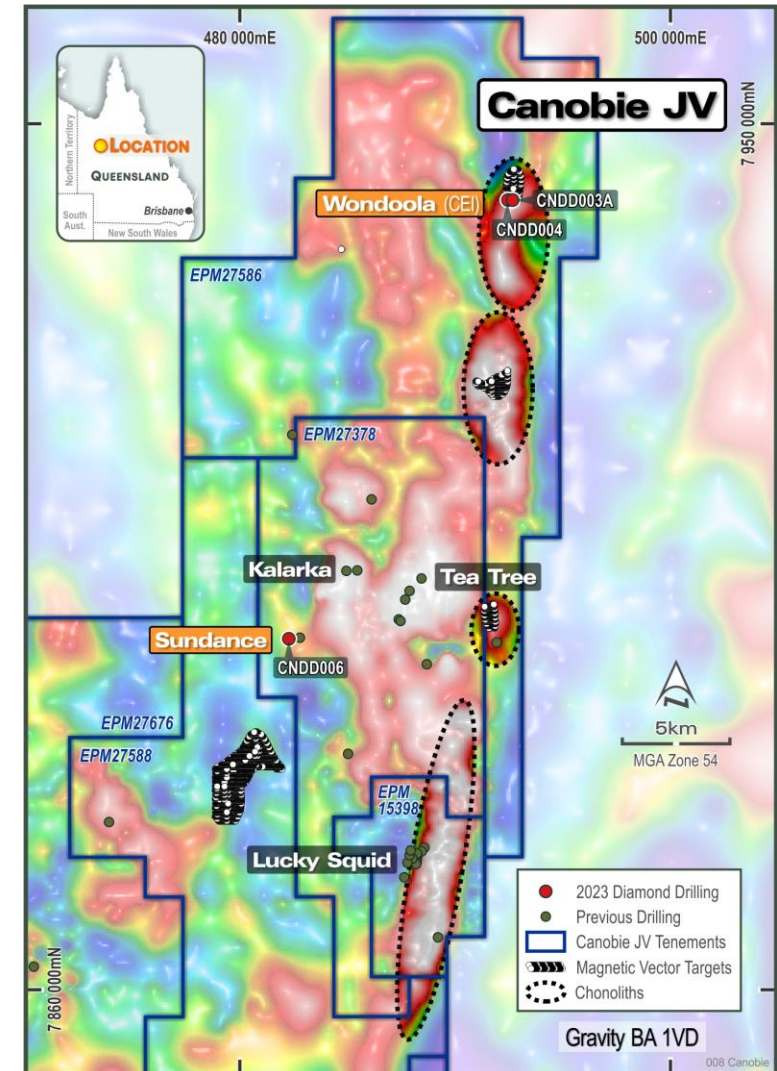 480 000mE
500 000mE
7 950 000mN
Canobie JV
Northern Territory
LOCATION
QUEENSLAND
Brisbane
South
Aust.
New South Wales
Wondoola (CEI)
CNDD003A
CNDD004
EPM27586
EPM27378
Kalarka
Tea Tree
Sundance
CNDD006
EPM27676
EPM27588
N
5km
MGA Zone 54
EPM
15398
Lucky Squid
2023 Diamond Drilling
Previous Drilling
Canobie JV Tenements
Magnetic Vector Targets
Chonoliths
7 860 000mN
Gravity BA 1VD
008 Canobie